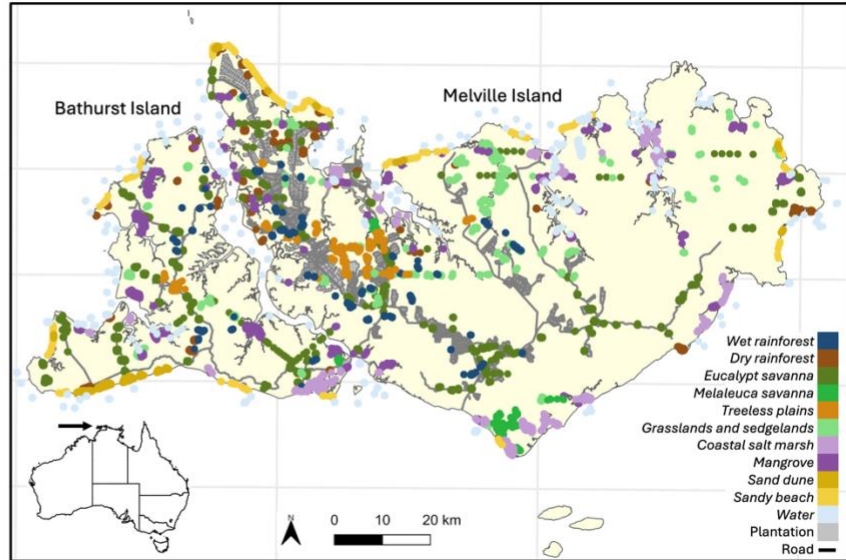 Bathurst Island
Melville Island
Wet rainforest
Dry rainforest
Eucalypt savanna
Melaleuca savanna
Treeless plains
Grasslands and sedgelands
Coastal salt marsh
Mangrove
Sand dune
Sandy beach
Water
Plantation
Road
N
0 10 20 km